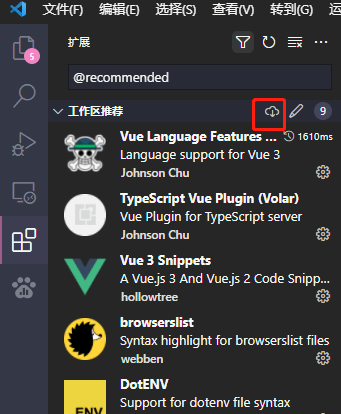 文件(F) 编辑(E) 选择(S) 查看(V) 转到(G)
5
扩展
@recommended
工作区推荐 9
Vue Language Features ... 1610ms
Language support for Vue 3
Johnson Chu
TypeScript Vue Plugin (Volar)
Vue Plugin for TypeScript server
Johnson Chu
Vue 3 Snippets
A Vue.js 3 And Vue.js 2 Code Snipp...
hollowtree
browserslist
Syntax highlight for browserslist files
webben
DotENV
Support for dotenv file syntax
ENV